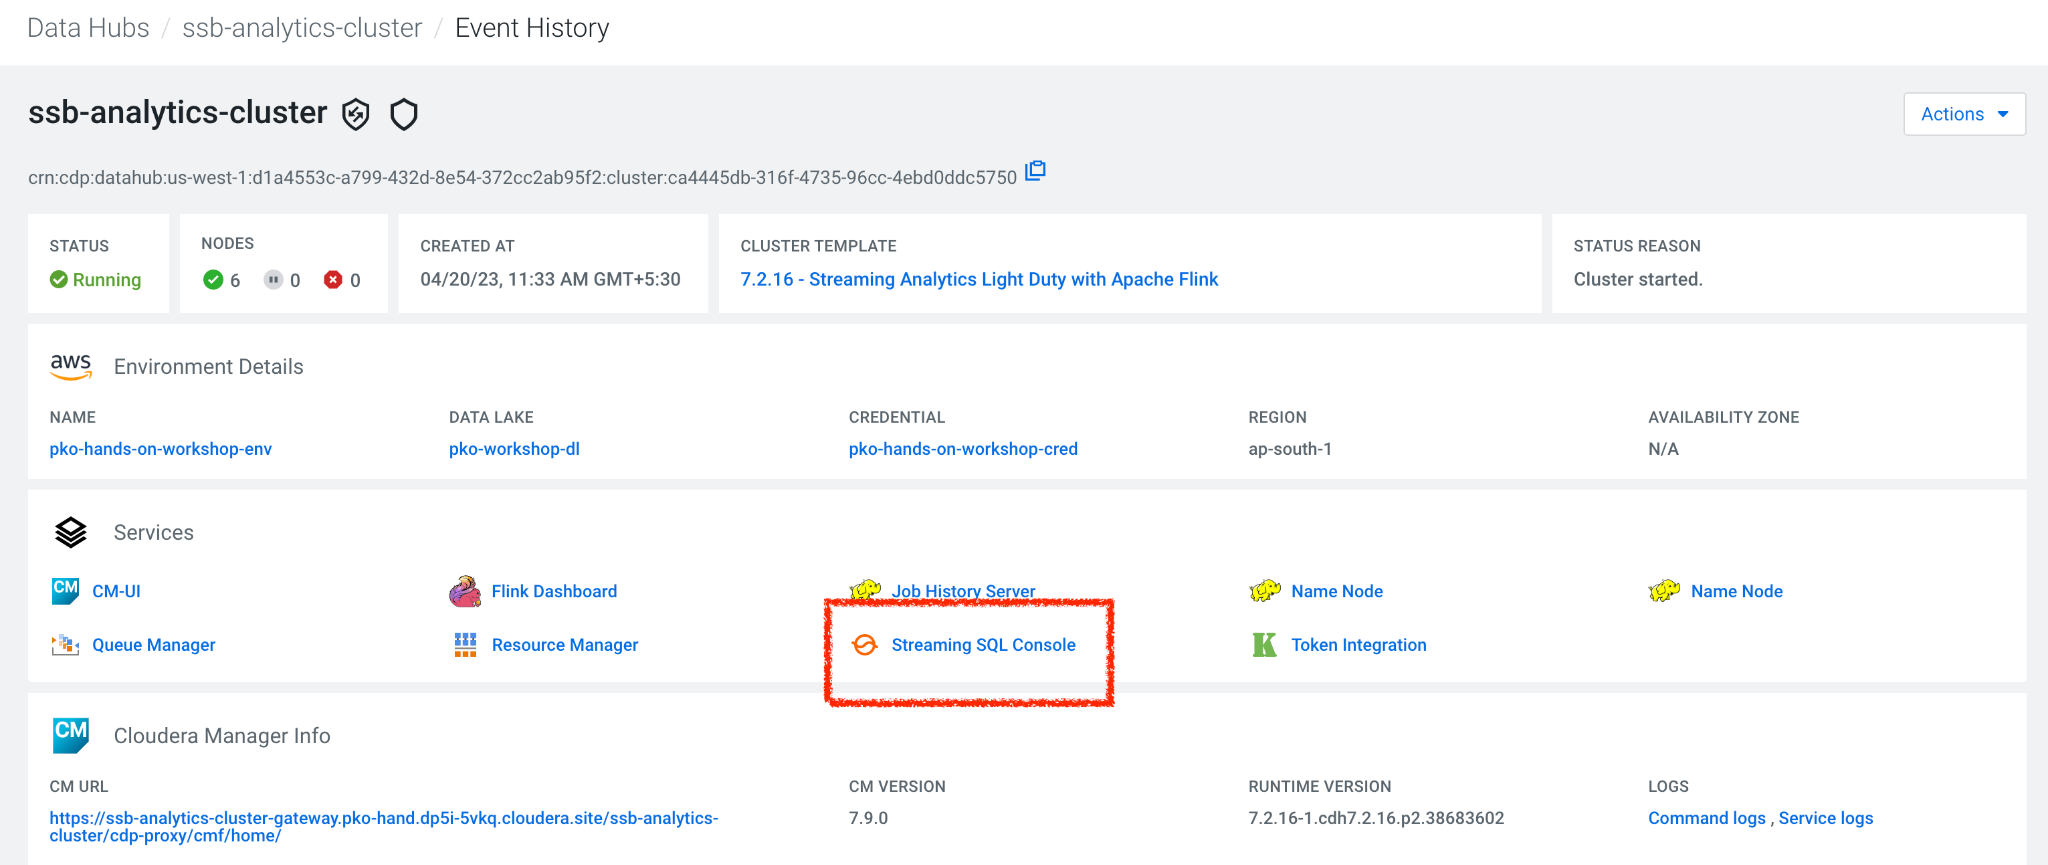 Data Hubs / ssb-analytics-cluster / Event History
ssb-analytics-cluster
Actions
crn:cdp:datahub:us-west-1:d1a4553c-a799-432d-8e54-372cc2ab95f2:cluster:ca4445db-316f-4735-96cc-4ebd0ddc5750
STATUS
Running
NODES
6 0 0
CREATED AT
04/20/23, 11:33 AM GMT+5:30
CLUSTER TEMPLATE
7.2.16 - Streaming Analytics Light Duty with Apache Flink
STATUS REASON
Cluster started.
aws Environment Details
NAME
pko-hands-on-workshop-env
DATA LAKE
pko-workshop-dl
CREDENTIAL
pko-hands-on-workshop-cred
REGION
ap-south-1
AVAILABILITY ZONE
N/A
Services
CM CM-UI
Flink Dashboard
Job History Server
Name Node
Name Node
Queue Manager
Resource Manager
Streaming SQL Console
K Token Integration
CM Cloudera Manager Info
CM URL
https://ssb-analytics-cluster-gateway.pko-hand.dp5i-5vkq.cloudera.site/ssb-analytics-
cluster/cdp-proxy/cmf/home/
CM VERSION
7.9.0
RUNTIME VERSION
7.2.16-1.cdh7.2.16.p2.38683602
LOGS
Command logs , Service logs